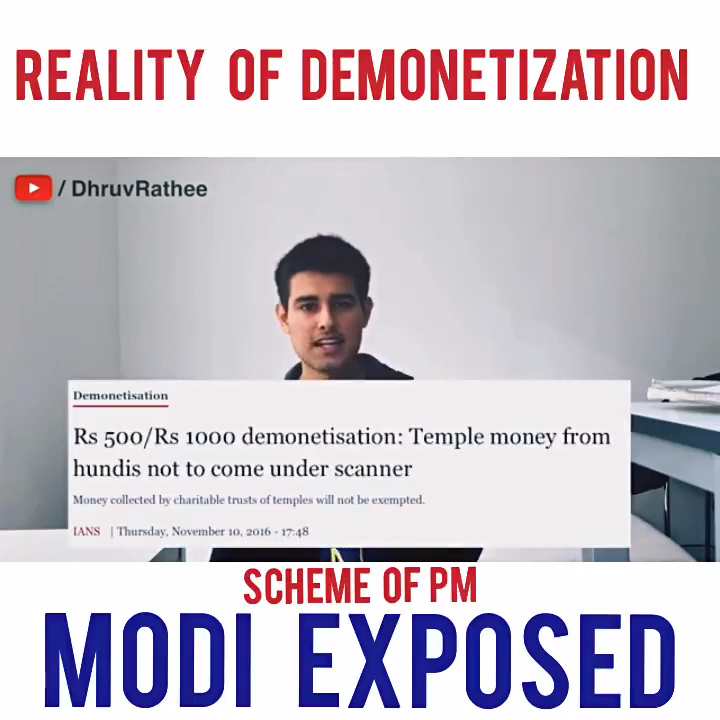 REALITY OF DEMONETIZATION
/ DhruvRathee
Demonetisation
Rs 500/Rs 1000 demonetisation: Temple money from
hundis not to come under scanner
Money collected by charitable trusts of temples will not be exempted.
IANS | Thursday, November 10, 2016 - 17:48
SCHEME OF PM
MODI EXPOSED